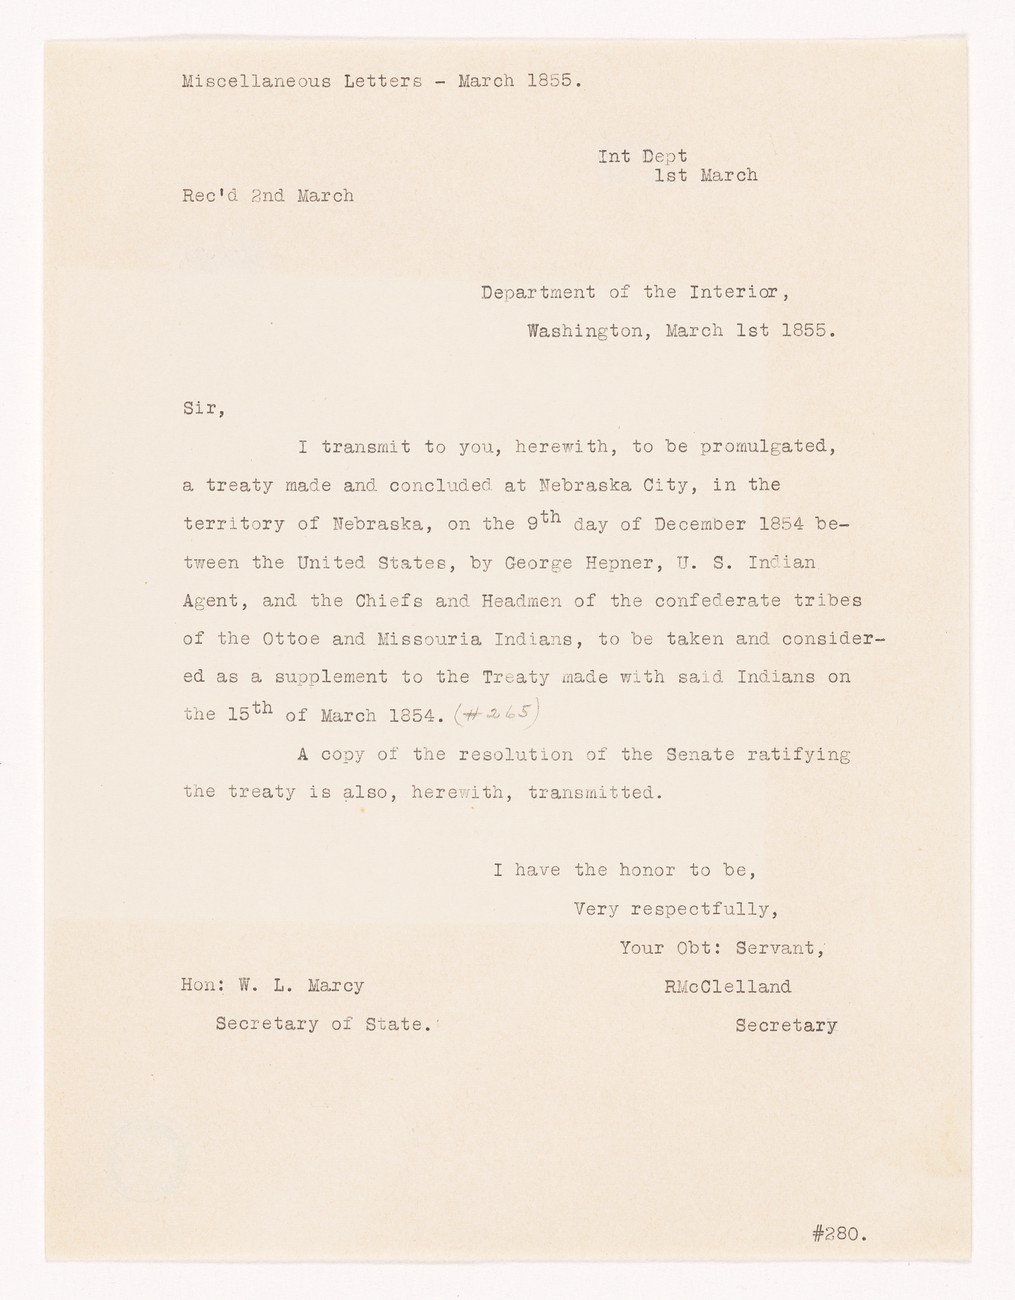 Miscellaneous Letters - March 1855.
Int Dept
1st March
Rec'd 2nd March
Department of the Interior,
Washington, March 1st 1855.
Sir,
I transmit to you, herewith, to be promulgated,
a treaty made and concluded at Nebraska City, in the
territory of Nebraska, on the 9th day of December 1854 be-
tween the United States, by George Hepner, U. S. Indian
Agent, and the Chiefs and Headmen of the confederate tribes
of the Ottoe and Missouria Indians, to be taken and consider-
ed as a supplement to the Treaty made with said Indians on
the 15th of March 1854. (#265)
A copy of the resolution of the Senate ratifying
the treaty is also, herewith, transmitted.
I have the honor to be,
Very respectfully,
Your Obt: Servant,
Hon: W. L. Marcy
RMcClelland
Secretary of State.
Secretary
#280.